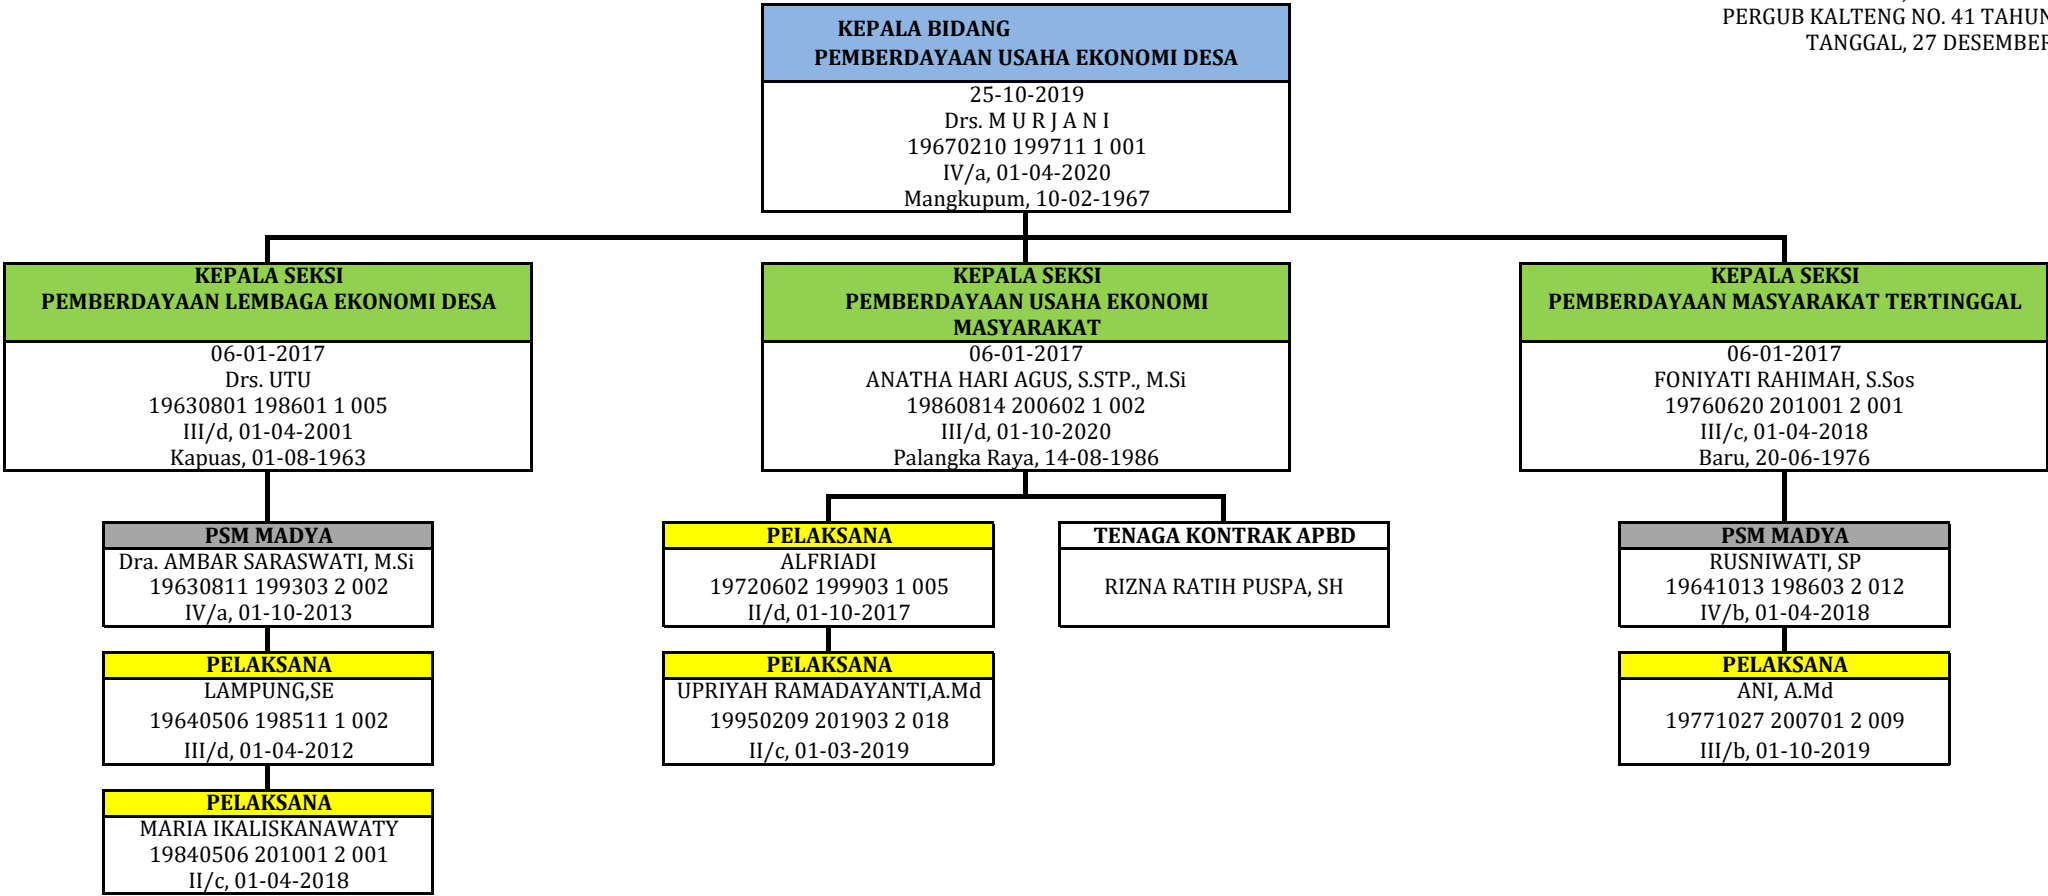 PERGUB KALTENG NO. 41 TAHUN
TANGGAL, 27 DESEMBER
KEPALA BIDANG
PEMBERDAYAAN USAHA EKONOMI DESA
25-10-2019
Drs. M U R J A N I
19670210 199711 1 001
IV/a, 01-04-2020
Mangkupum, 10-02-1967
KEPALA SEKSI
PEMBERDAYAAN LEMBAGA EKONOMI DESA
06-01-2017
Drs. UTU
19630801 198601 1 005
III/d, 01-04-2001
Kapuas, 01-08-1963
KEPALA SEKSI
PEMBERDAYAAN USAHA EKONOMI
MASYARAKAT
06-01-2017
ANATHA HARI AGUS, S.STP., M.Si
19860814 200602 1 002
III/d, 01-10-2020
Palangka Raya, 14-08-1986
KEPALA SEKSI
PEMBERDAYAAN MASYARAKAT TERTINGGAL
06-01-2017
FONIYATI RAHIMAH, S.Sos
19760620 201001 2 001
III/c, 01-04-2018
Baru, 20-06-1976
PSM MADYA
Dra. AMBAR SARASWATI, M.Si
19630811 199303 2 002
IV/a, 01-10-2013
PELAKSANA
LAMPUNG,SE
19640506 198511 1 002
III/d, 01-04-2012
PELAKSANA
MARIA IKALISKANAWATY
19840506 201001 2 001
II/c, 01-04-2018
PELAKSANA
ALFRIADI
19720602 199903 1 005
II/d, 01-10-2017
PELAKSANA
UPRIYAH RAMADAYANTI,A.Md
19950209 201903 2 018
II/c, 01-03-2019
TENAGA KONTRAK APBD
RIZNA RATIH PUSPA, SH
PSM MADYA
RUSNIWATI, SP
19641013 198603 2 012
IV/b, 01-04-2018
PELAKSANA
ANI, A.Md
19771027 200701 2 009
III/b, 01-10-2019